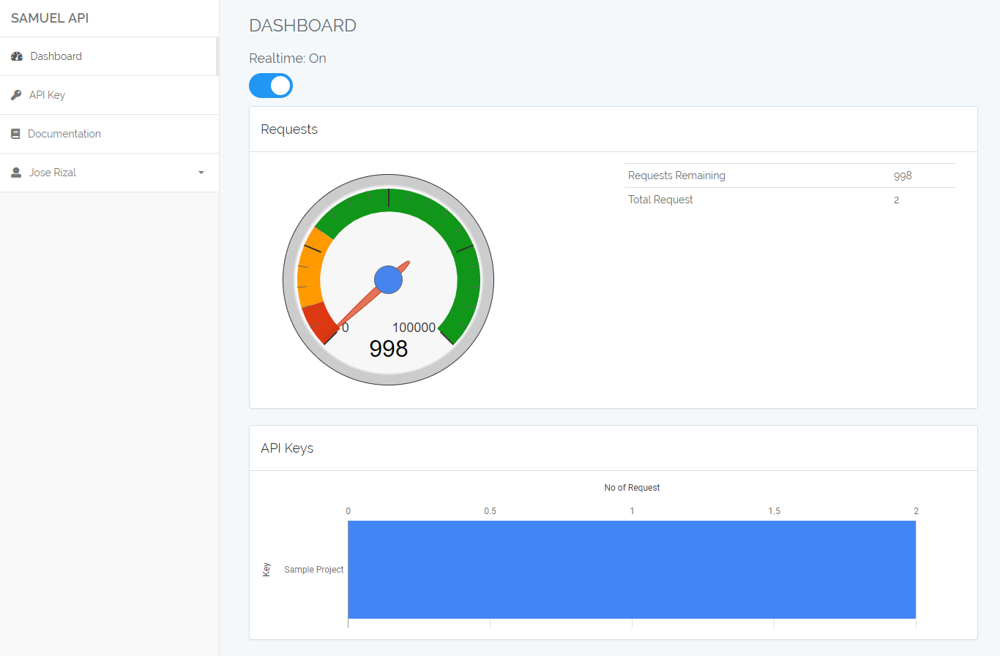 SAMUEL API
Dashboard
API Key
Documentation
Jose Rizal
DASHBOARD
Realtime: On
Requests
0
100000
998
Requests Remaining 998
Total Request 2
API Keys
No of Request
0 0.5 1 1.5 2
Key
Sample Project